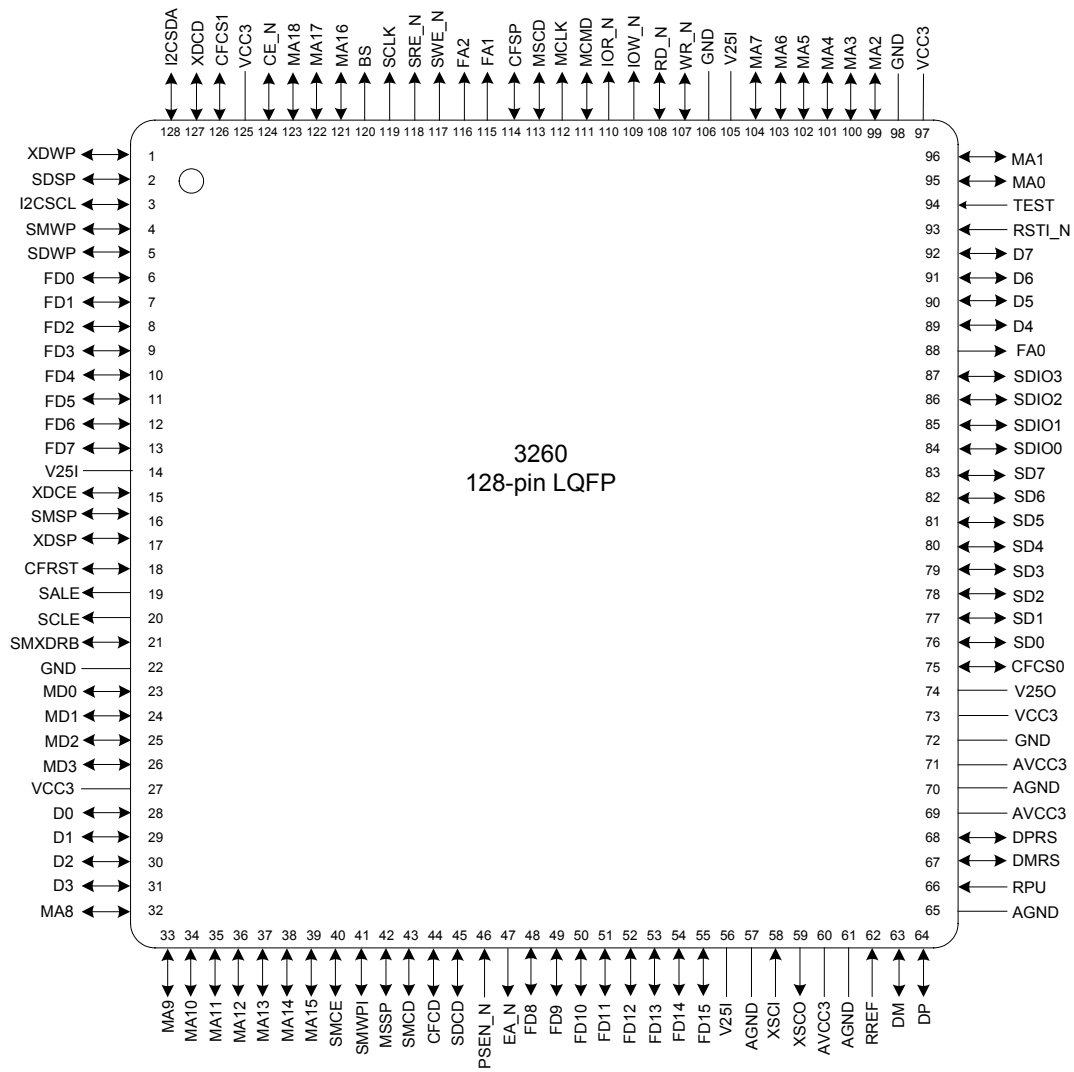 I2CSDA
XDCD
CFCS1
VCC3
CE_N
MA18
MA17
MA16
BS
SCLK
SRE_N
SWE_N
FA2
FA1
CFSP
MSCD
MCLK
MCMD
IOR_N
IOW_N
RD_N
WR_N
GND
V25I
MA7
MA6
MA5
MA4
MA3
MA2
GND
VCC3
128 127 126 125 124 123 122 121 120 119 118 117 116 115 114 113 112 111 110 109 108 107 106 105 104 103 102 101 100 99 98 97
XDWP 1
SDSP 2
I2CSCL 3
SMWP 4
SDWP 5
FD0 6
FD1 7
FD2 8
FD3 9
FD4 10
FD5 11
FD6 12
FD7 13
V25I 14
XDCE 15
SMSP 16
XDSP 17
CFRST 18
SALE 19
SCLE 20
SMXDRB 21
GND 22
MD0 23
MD1 24
MD2 25
MD3 26
VCC3 27
D0 28
D1 29
D2 30
D3 31
MA8 32
3260
128-pin LQFP
96 MA1
95 MA0
94 TEST
93 RSTI_N
92 D7
91 D6
90 D5
89 D4
88 FA0
87 SDIO3
86 SDIO2
85 SDIO1
84 SDIO0
83 SD7
82 SD6
81 SD5
80 SD4
79 SD3
78 SD2
77 SD1
76 SD0
75 CFCS0
74 V25O
73 VCC3
72 GND
71 AVCC3
70 AGND
69 AVCC3
68 DPRS
67 DMRS
66 RPU
65 AGND
33 34 35 36 37 38 39 40 41 42 43 44 45 46 47 48 49 50 51 52 53 54 55 56 57 58 59 60 61 62 63 64
MA9
MA10
MA11
MA12
MA13
MA14
MA15
SMCE
SMWPI
MSSP
SMCD
CFCD
SDCD
PSEN_N
EA_N
FD8
FD9
FD10
FD11
FD12
FD13
FD14
FD15
V25I
AGND
XSCI
XSCO
AVCC3
AGND
RREF
DM
DP